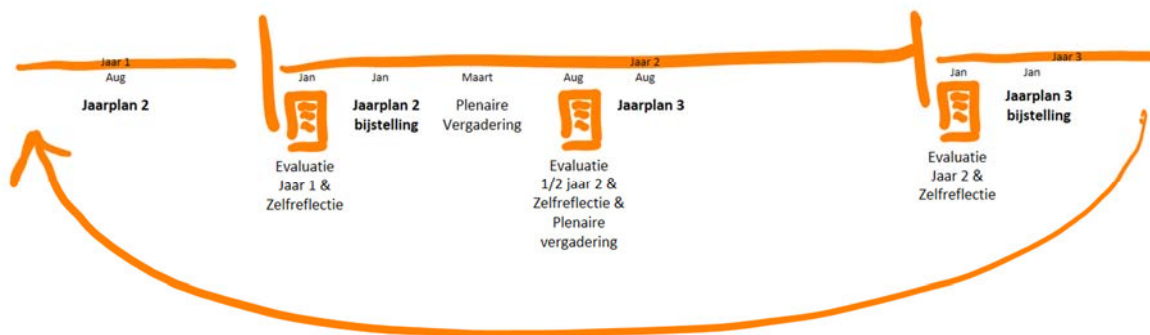 Jaar 1
Jaar 2
Jaar 3
Aug
Jan
Jan
Maart
Aug
Aug
Jan
Jan
Jaarplan 2
Jaarplan 2
bijstelling
Plenaire
Vergadering
Jaarplan 3
Jaarplan 3
bijstelling
Evaluatie
Jaar 1 &
Zelfreflectie
Evaluatie
1/2 jaar 2 &
Zelfreflectie &
Plenaire
vergadering
Evaluatie
Jaar 2 &
Zelfreflectie